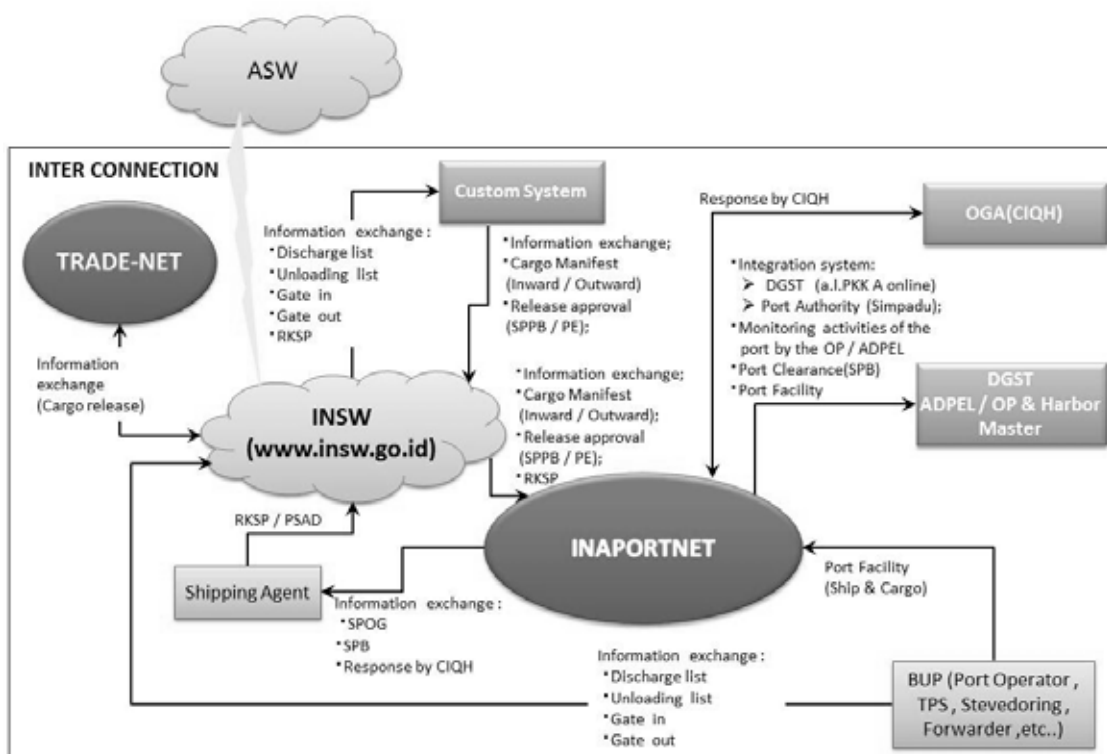 ASW
INTER CONNECTION
TRADE-NET
Information
exchange
(Cargo release)
Information exchange :
•Discharge list
•Unloading list
•Gate in
•Gate out
•RKSP
Custom System
•Information exchange;
•Cargo Manifest
(Inward / Outward)
•Release approval
(SPPB / PE);
Response by CIQH
OGA(CIQH)
•Integration system:
➢ DGST (a.l.PKK A online)
➢ Port Authority (Simpadu);
•Monitoring activities of the
port by the OP / ADPEL
•Port Clearance(SPB)
•Port Facility
DGST
ADPEL / OP & Harbor
Master
INSW
(www.insw.go.id)
•Information exchange;
•Cargo Manifest
(Inward / Outward);
•Release approval
(SPPB / PE);
•RKSP
RKSP / PSAD
Shipping Agent
INAPORTNET
Information exchange :
•SPOG
•SPB
•Response by CIQH
Port Facility
(Ship & Cargo)
Information exchange :
•Discharge list
•Unloading list
•Gate in
•Gate out
BUP (Port Operator ,
TPS , Stevedoring ,
Forwarder ,etc..)